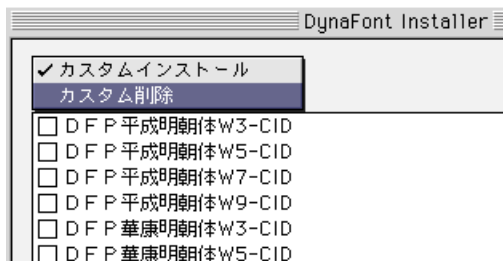 DynaFont Installer
✓カスタムインストール
カスタム削除
ＤＦＰ平成明朝体W3-CID
ＤＦＰ平成明朝体W5-CID
ＤＦＰ平成明朝体W7-CID
ＤＦＰ平成明朝体W9-CID
ＤＦＰ華康明朝体W3-CID
ＤＦＰ華康明朝体W5-CID